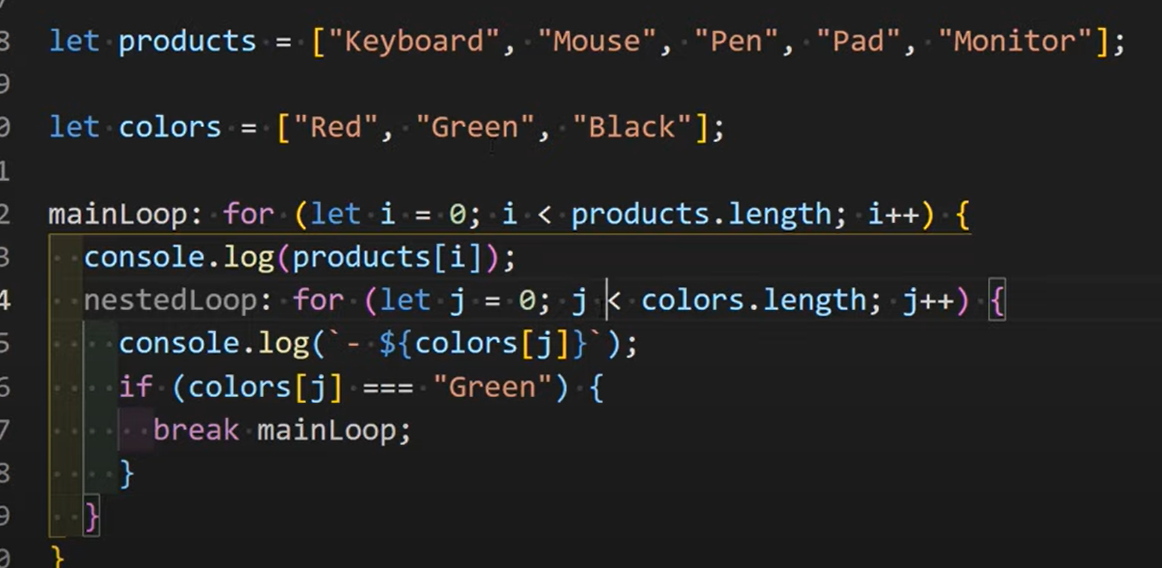 8 let products = ["Keyboard", "Mouse", "Pen", "Pad", "Monitor"];
9
0 let colors = ["Red", "Green", "Black"];
1
2 mainLoop: for (let i = 0; i < products.length; i++) {
3   console.log(products[i]);
4   nestedLoop: for (let j = 0; j < colors.length; j++) {
5     console.log(`- ${colors[j]}`);
6     if (colors[j] === "Green") {
7       break mainLoop;
8     }
9   }
0 }